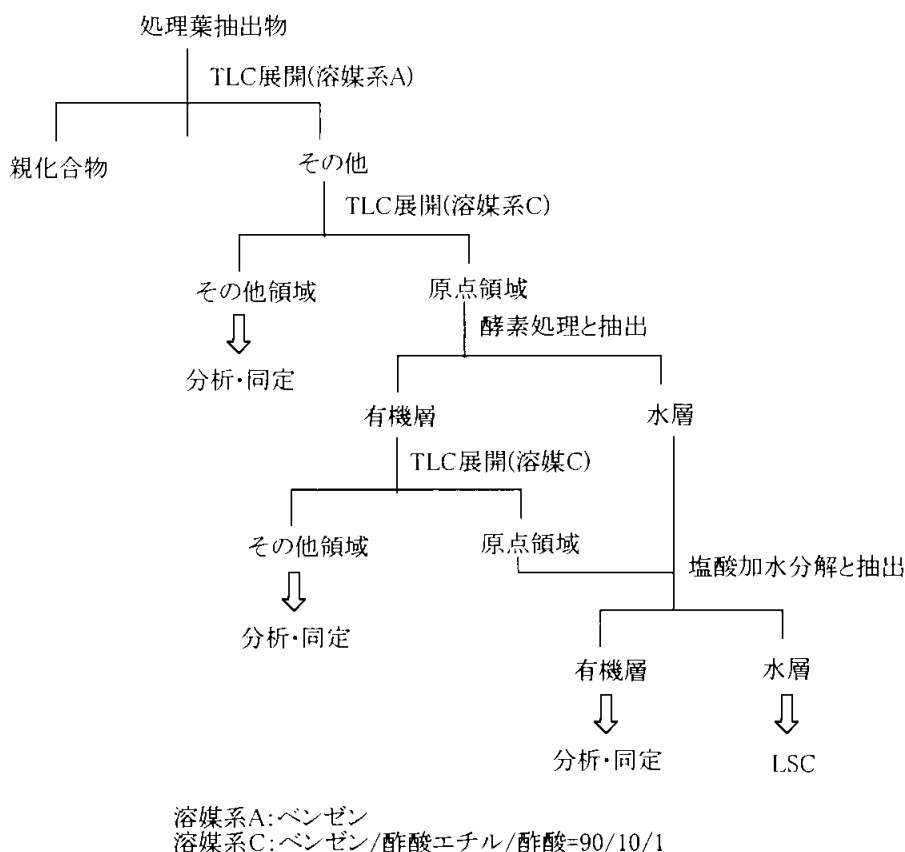 処理葉抽出物
TLC展開(溶媒系A)
親化合物
その他
TLC展開(溶媒系C)
その他領域
原点領域
酵素処理と抽出
分析・同定
有機層
水層
TLC展開(溶媒C)
その他領域
原点領域
塩酸加水分解と抽出
分析・同定
有機層
水層
分析・同定
LSC
溶媒系A:ベンゼン
溶媒系C:ベンゼン/酢酸エチル/酢酸=90/10/1